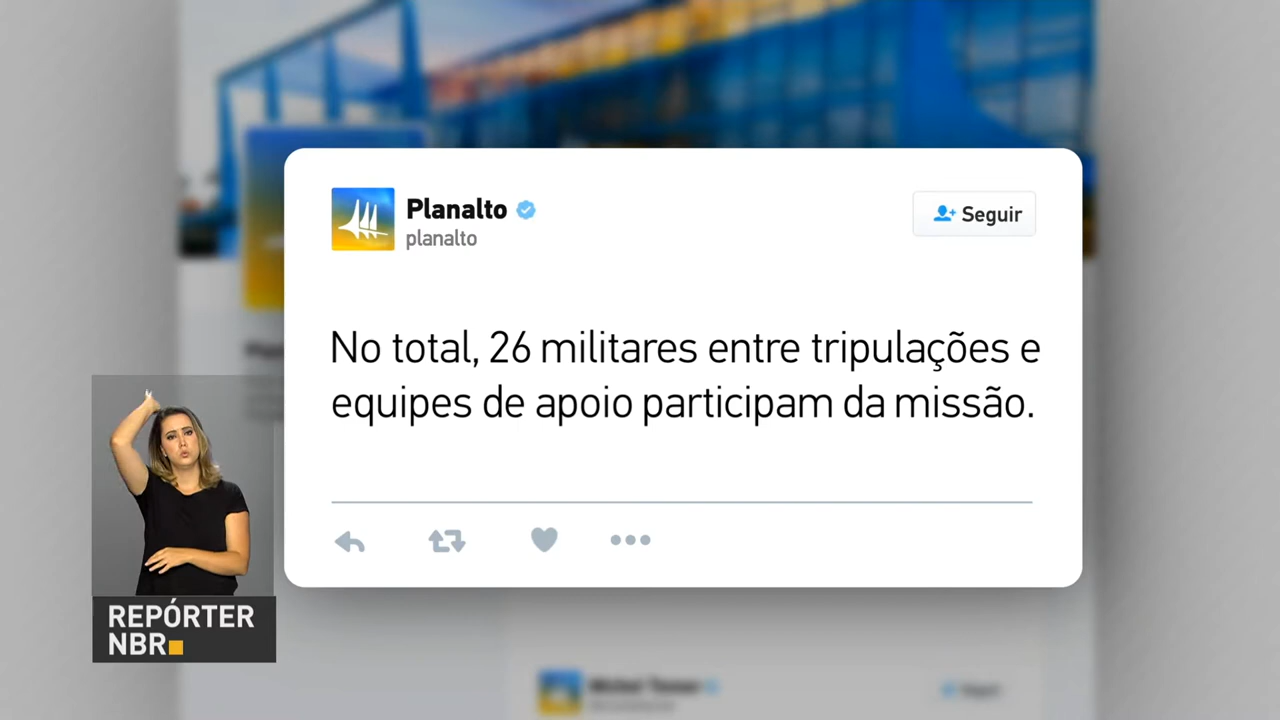 Planalto
planalto
Seguir
No total, 26 militares entre tripulações e
equipes de apoio participam da missão.
REPÓRTER
NBR